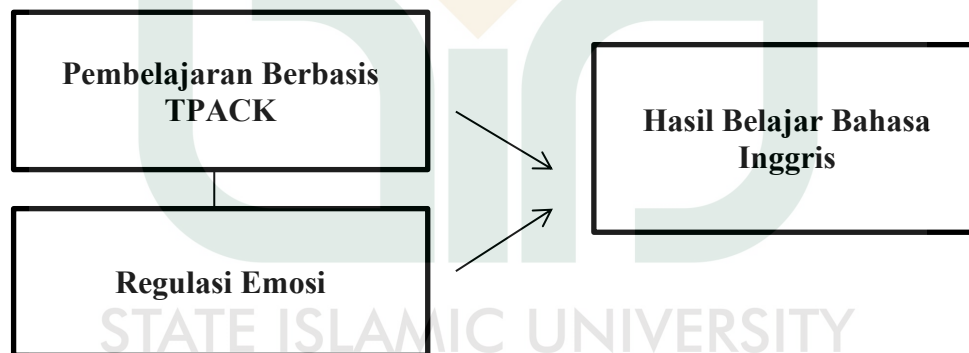 Pembelajaran Berbasis
TPACK
Hasil Belajar Bahasa
Inggris
Regulasi Emosi
STATE ISLAMIC UNIVERSITY